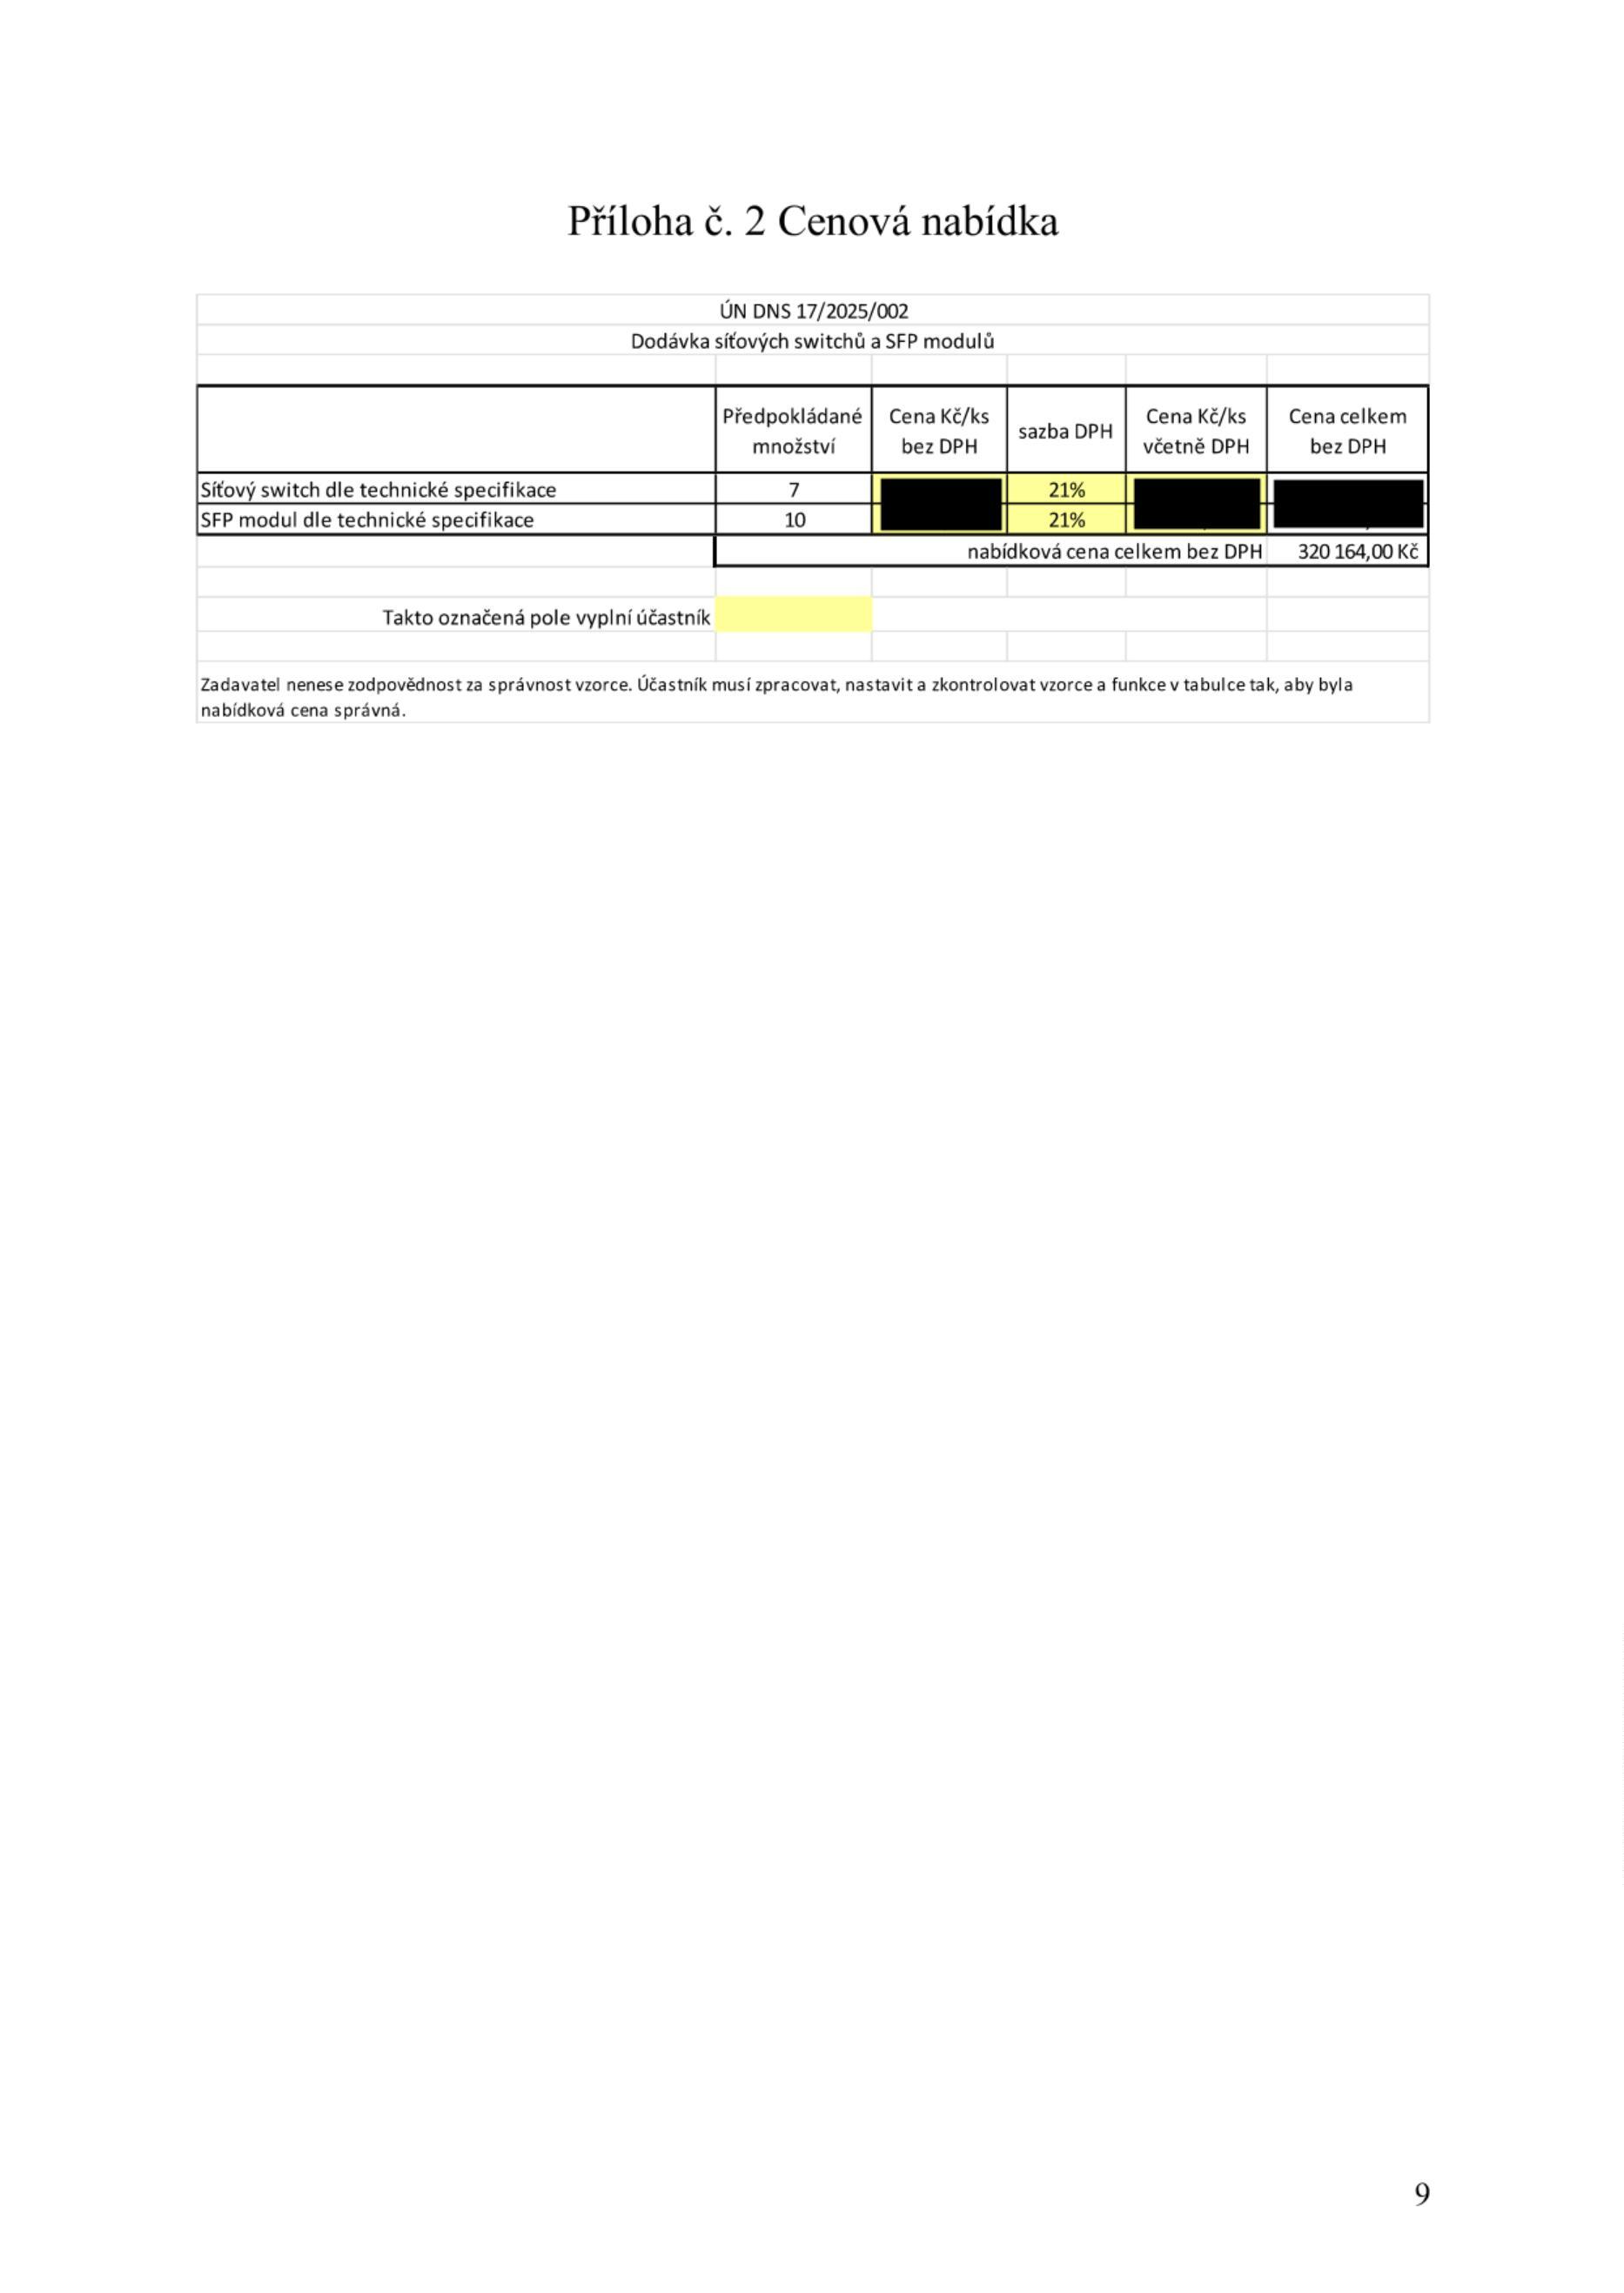 Příloha č. 2 Cenová nabídka
ÚN DNS 17/2025/002
Dodávka síťových switchů a SFP modulů
Předpokládané množství Cena Kč/ks bez DPH sazba DPH Cena Kč/ks včetně DPH Cena celkem bez DPH
Síťový switch dle technické specifikace 7 21%
SFP modul dle technické specifikace 10 21%
nabídková cena celkem bez DPH 320 164,00 Kč
Takto označená pole vyplní účastník
Zadavatel nenese zodpovědnost za správnost vzorce. Účastník musí zpracovat, nastavit a zkontrolovat vzorce a funkce v tabulce tak, aby byla
nabídková cena správná.
9